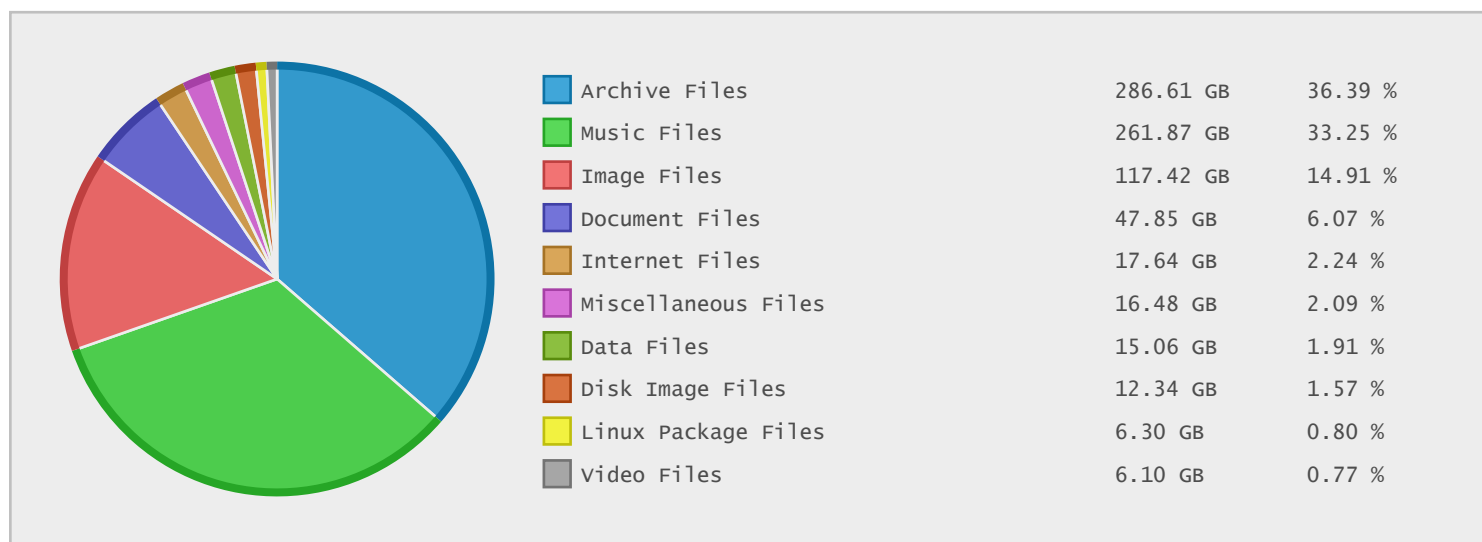 Archive Files 286.61 GB 36.39 %
Music Files 261.87 GB 33.25 %
Image Files 117.42 GB 14.91 %
Document Files 47.85 GB 6.07 %
Internet Files 17.64 GB 2.24 %
Miscellaneous Files 16.48 GB 2.09 %
Data Files 15.06 GB 1.91 %
Disk Image Files 12.34 GB 1.57 %
Linux Package Files 6.30 GB 0.80 %
Video Files 6.10 GB 0.77 %